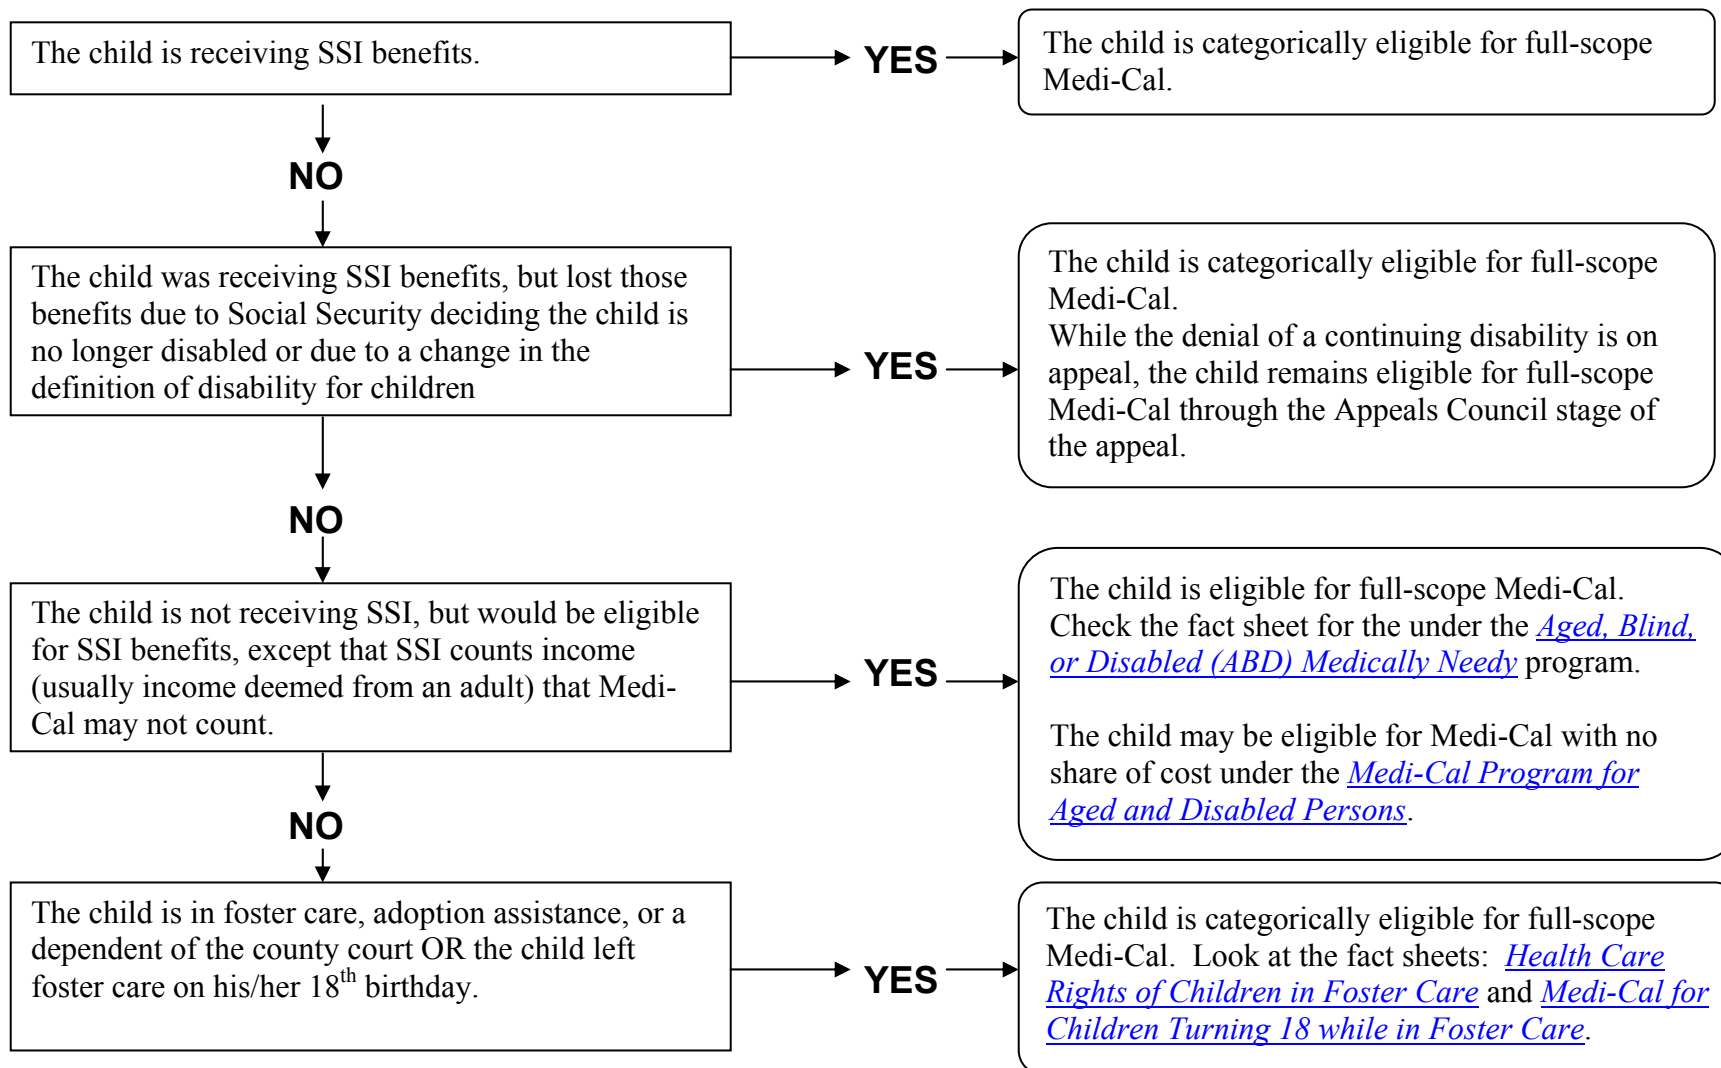 The child is receiving SSI benefits.
YES
The child is categorically eligible for full-scope
Medi-Cal.
NO
The child was receiving SSI benefits, but lost those
benefits due to Social Security deciding the child is
no longer disabled or due to a change in the
definition of disability for children
YES
The child is categorically eligible for full-scope
Medi-Cal.
While the denial of a continuing disability is on
appeal, the child remains eligible for full-scope
Medi-Cal through the Appeals Council stage of
the appeal.
NO
The child is not receiving SSI, but would be eligible
for SSI benefits, except that SSI counts income
(usually income deemed from an adult) that Medi-
Cal may not count.
YES
The child is eligible for full-scope Medi-Cal.
Check the fact sheet for the under the Aged, Blind,
or Disabled (ABD) Medically Needy program.
The child may be eligible for Medi-Cal with no
share of cost under the Medi-Cal Program for
Aged and Disabled Persons.
NO
The child is in foster care, adoption assistance, or a
dependent of the county court OR the child left
foster care on his/her 18th birthday.
YES
The child is categorically eligible for full-scope
Medi-Cal.  Look at the fact sheets:  Health Care
Rights of Children in Foster Care and Medi-Cal for
Children Turning 18 while in Foster Care.